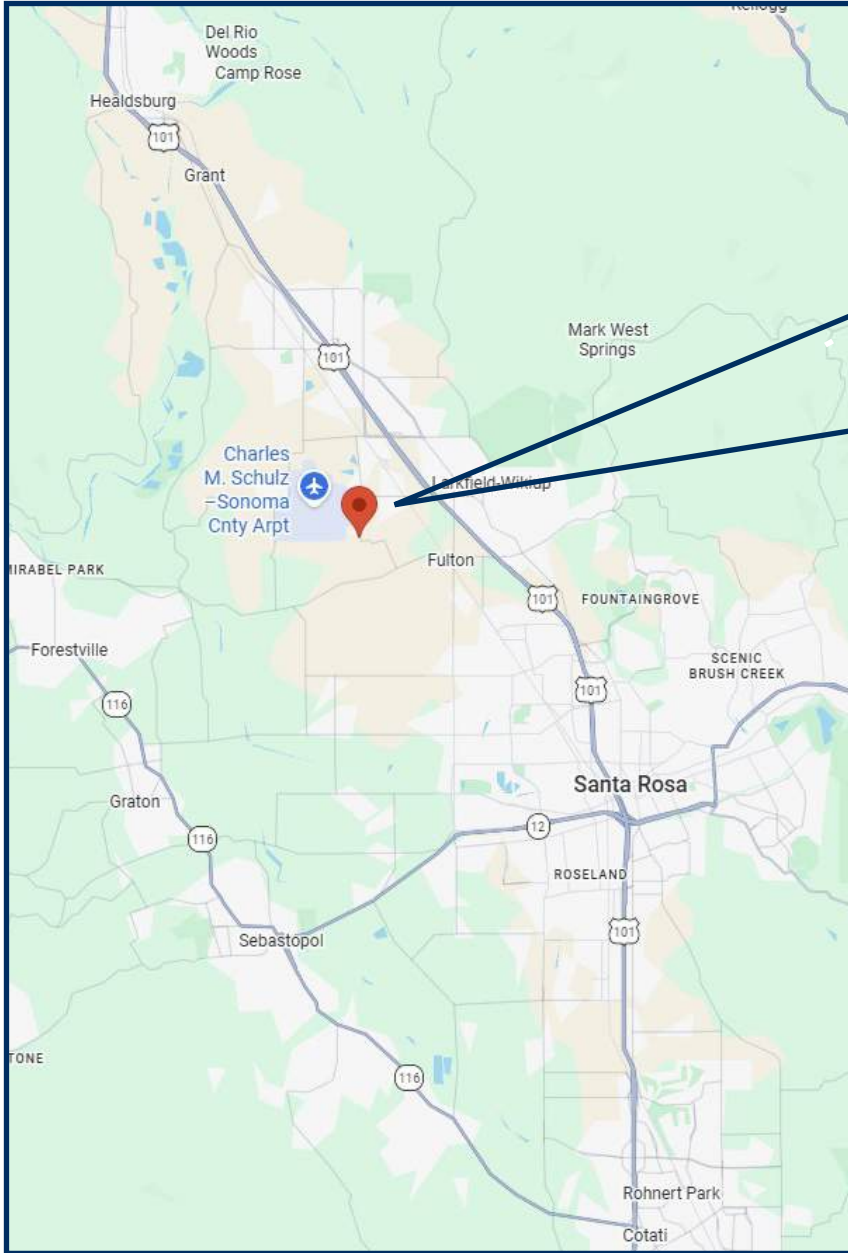 Kellogg
Del Rio
Woods
Camp Rose
Healdsburg
101
Grant
Mark West
Springs
101
Charles
M. Schulz
–Sonoma
Cnty Arpt
Larkfield-Wikiup
Fulton
MIRABEL PARK
101
FOUNTAINGROVE
Forestville
SCENIC
BRUSH CREEK
101
116
Santa Rosa
Graton
12
116
ROSELAND
101
Sebastopol
TONE
116
Rohnert Park
Cotati